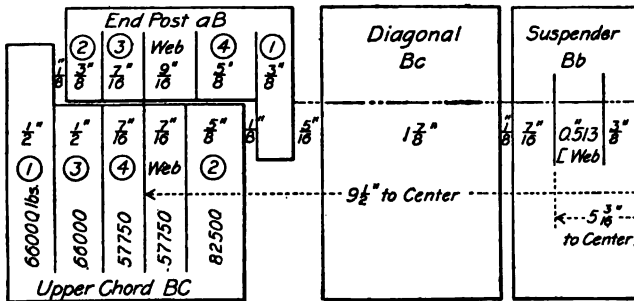 End Post aB
② ③ Web ④ ①
1/8" 3/8" 7/16" 9/16" 5/8" 3/8"
Diagonal
Bc
Suspender
Bb
1/2" 1/2" 7/16" 7/16" 5/8" 1/8" 5/16" 1 7/8" 1/8" 7/16" 0.513" 3/8"
[ Web
① ③ ④ Web ②
9 1/2" to Center
5 3/16"
to Center
66000 lbs. 66000 57750 57750 82500
Upper Chord BC